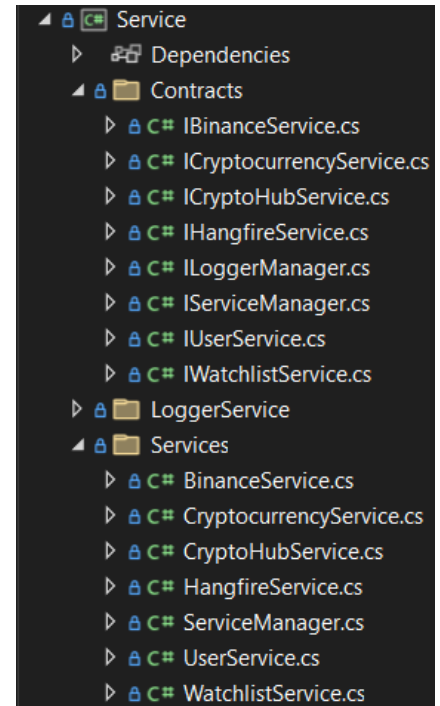 C# Service
Dependencies
Contracts
C# IBinanceService.cs
C# ICryptocurrencyService.cs
C# ICryptoHubService.cs
C# IHangfireService.cs
C# ILoggerManager.cs
C# IServiceManager.cs
C# IUserService.cs
C# IWatchlistService.cs
LoggerService
Services
C# BinanceService.cs
C# CryptocurrencyService.cs
C# CryptoHubService.cs
C# HangfireService.cs
C# ServiceManager.cs
C# UserService.cs
C# WatchlistService.cs